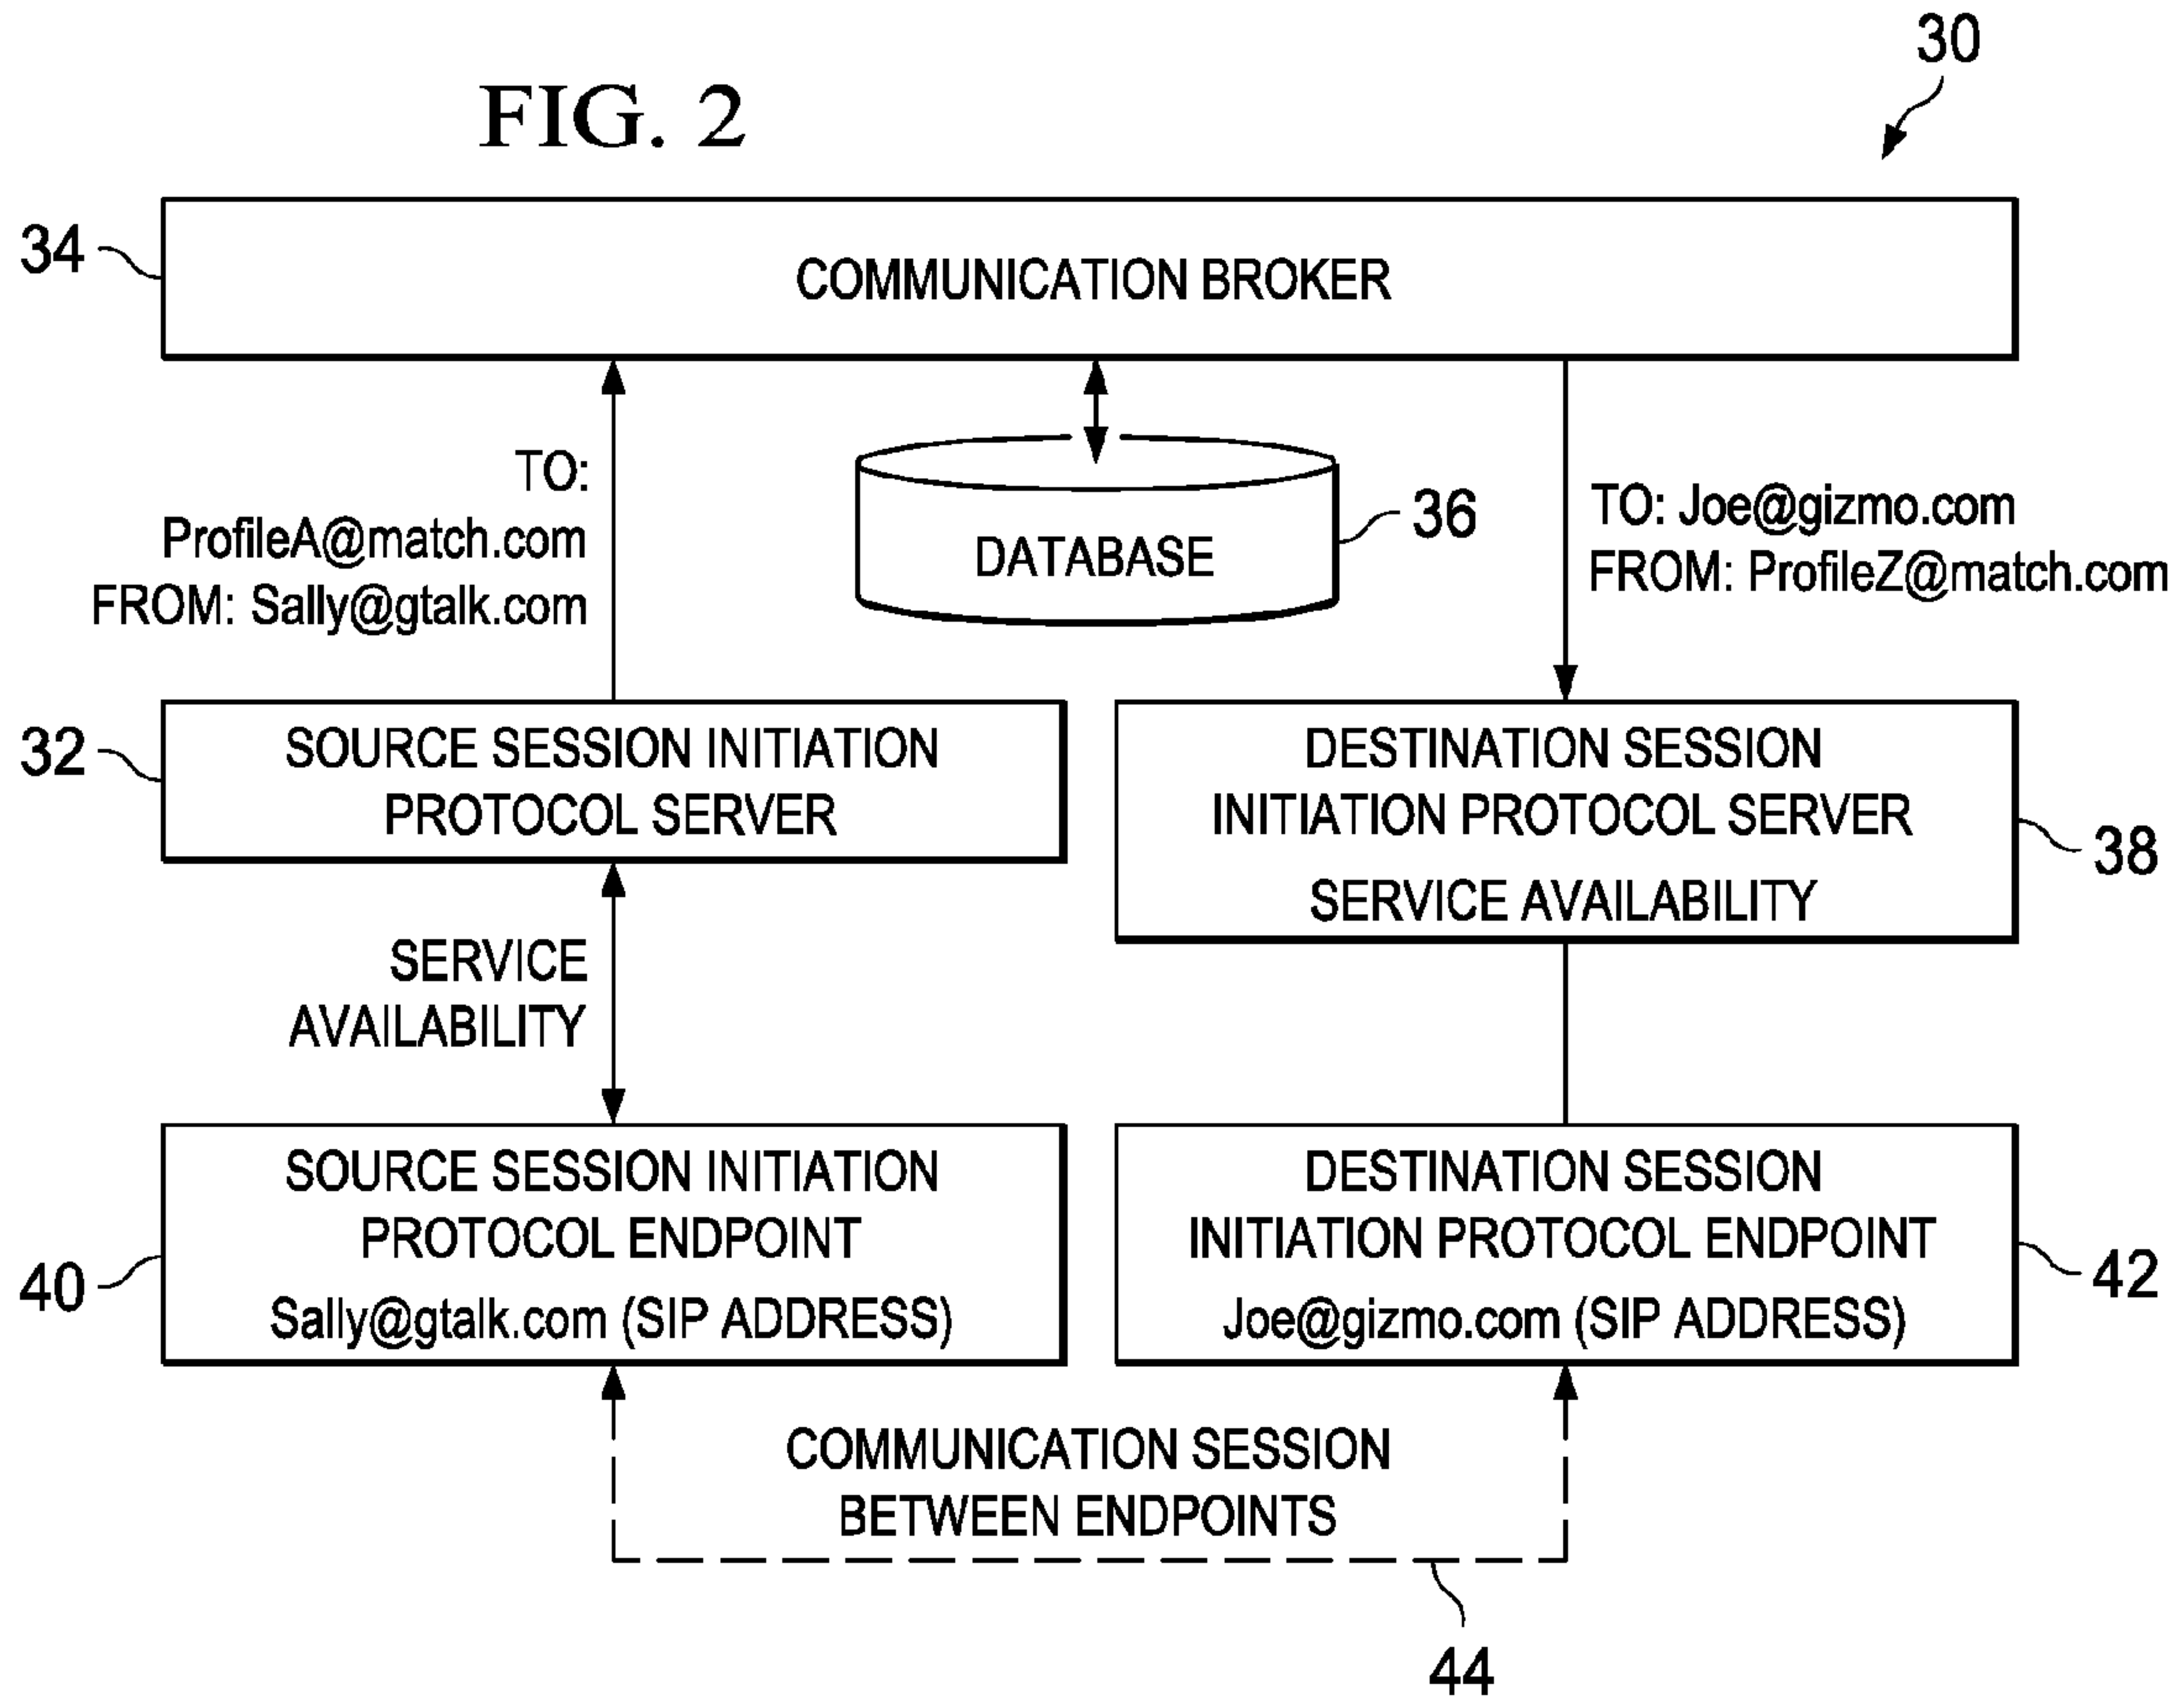 30
FIG. 2
34
COMMUNICATION BROKER
TO:
ProfileA@match.com
FROM: Sally@gtalk.com
DATABASE
36
TO: Joe@gizmo.com
FROM: ProfileZ@match.com
32
SOURCE SESSION INITIATION
PROTOCOL SERVER
DESTINATION SESSION
INITIATION PROTOCOL SERVER
SERVICE AVAILABILITY
38
SERVICE
AVAILABILITY
40
SOURCE SESSION INITIATION
PROTOCOL ENDPOINT
Sally@gtalk.com (SIP ADDRESS)
DESTINATION SESSION
INITIATION PROTOCOL ENDPOINT
Joe@gizmo.com (SIP ADDRESS)
42
COMMUNICATION SESSION
BETWEEN ENDPOINTS
44